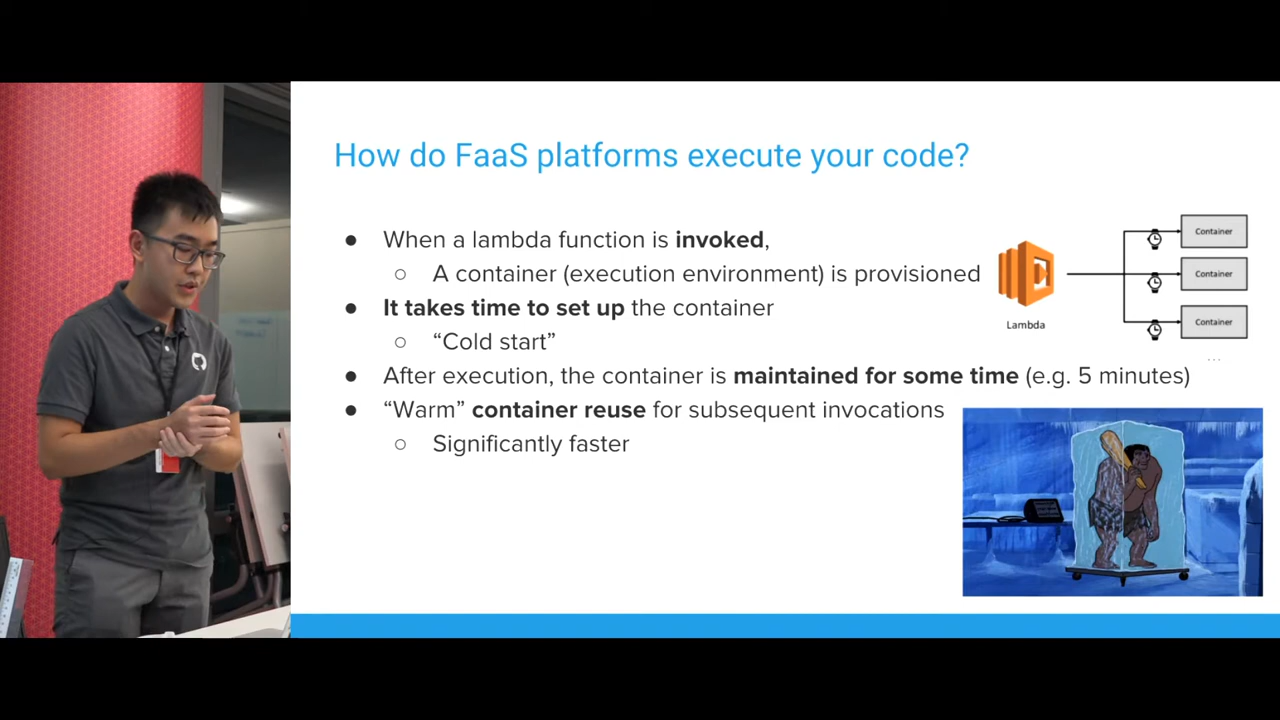 How do FaaS platforms execute your code?
● When a lambda function is invoked,
○ A container (execution environment) is provisioned
● It takes time to set up the container
○ “Cold start”
● After execution, the container is maintained for some time (e.g. 5 minutes)
● “Warm” container reuse for subsequent invocations
○ Significantly faster
Lambda
Container
Container
Container
...